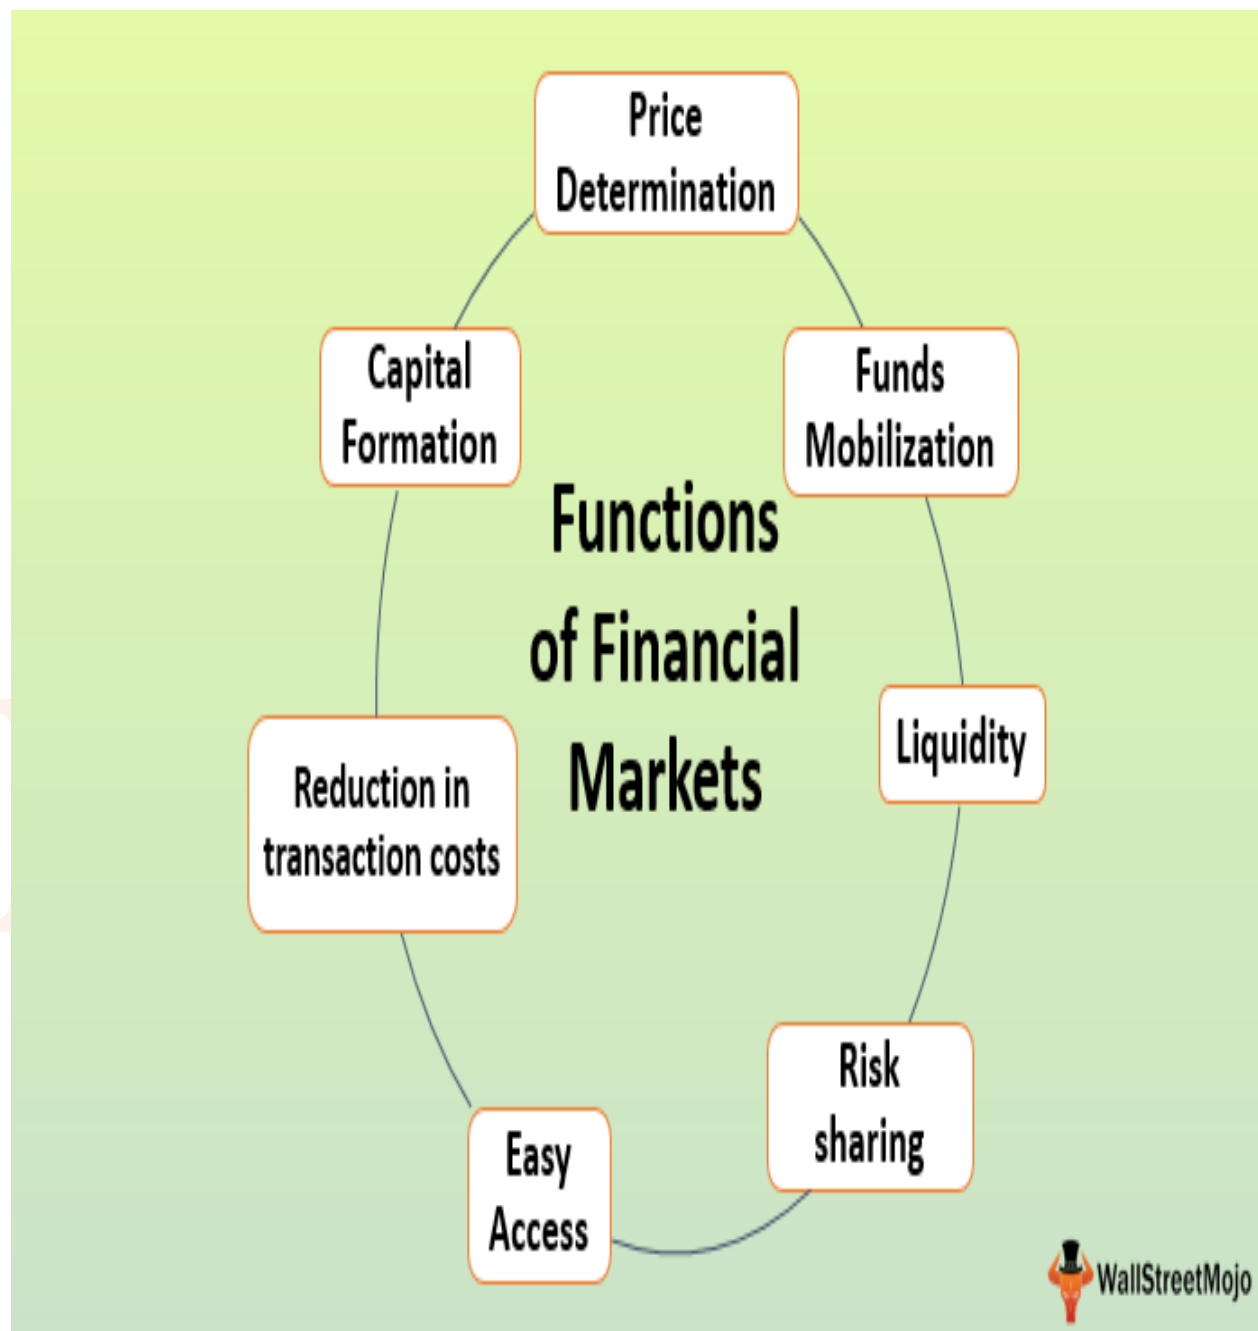 Price
Determination
Funds
Mobilization
Liquidity
Risk
sharing
Easy
Access
Reduction in
transaction costs
Capital
Formation
Functions
of Financial
Markets
WallStreetMojo